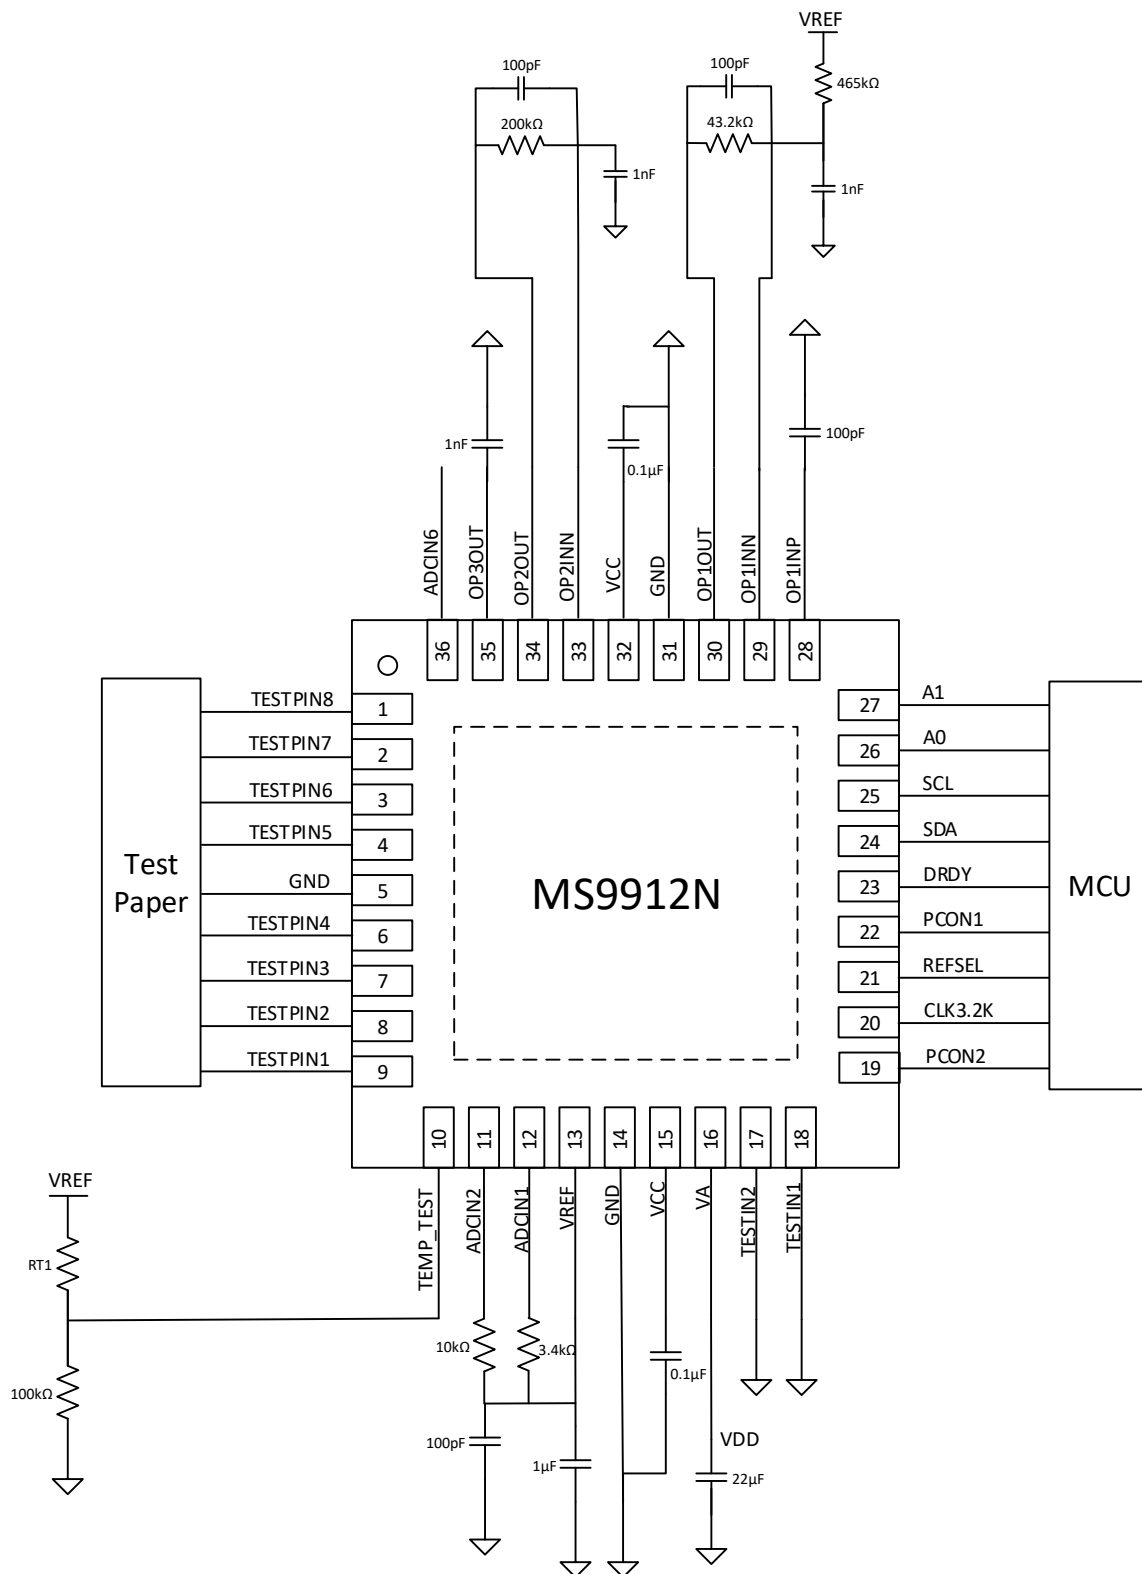 VREF
100pF
100pF
465kΩ
200kΩ
43.2kΩ
1nF
1nF
1nF
0.1µF
100pF
ADCIN6
OP3OUT
OP2OUT
OP2INN
VCC
GND
OP1OUT
OP1INN
OP1INP
36
35
34
33
32
31
30
29
28
TESTPIN8
1
TESTPIN7
2
TESTPIN6
3
TESTPIN5
4
GND
5
TESTPIN4
6
TESTPIN3
7
TESTPIN2
8
TESTPIN1
9
Test
Paper
MS9912N
27
A1
26
A0
25
SCL
24
SDA
23
DRDY
22
PCON1
21
REFSEL
20
CLK3.2K
19
PCON2
MCU
10
11
12
13
14
15
16
17
18
TEMP_TEST
ADCIN2
ADCIN1
VREF
GND
VCC
VA
TESTIN2
TESTIN1
VREF
RT1
100kΩ
10kΩ
3.4kΩ
0.1µF
100pF
1µF
VDD
22µF